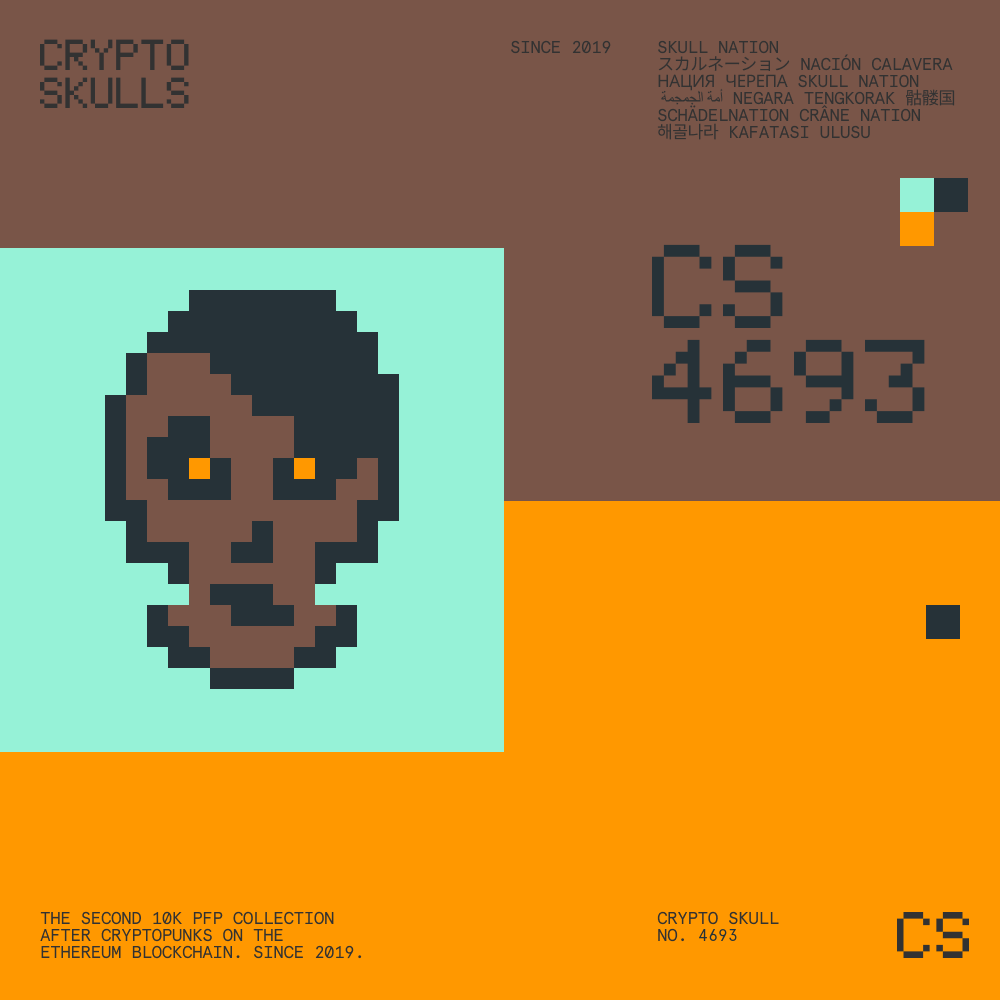 CRYPTO
SKULLS
SINCE 2019
SKULL NATION
スカルネーション NACIÓN CALAVERA
НАЦИЯ ЧЕРЕПА SKULL NATION
أمة الجمجمة NEGARA TENGKORAK 骷髅国
SCHÄDELNATION CRÂNE NATION
해골나라 KAFATASI ULUSU
CS
4693
THE SECOND 10K PFP COLLECTION
AFTER CRYPTOPUNKS ON THE
ETHEREUM BLOCKCHAIN. SINCE 2019.
CRYPTO SKULL
NO. 4693
CS